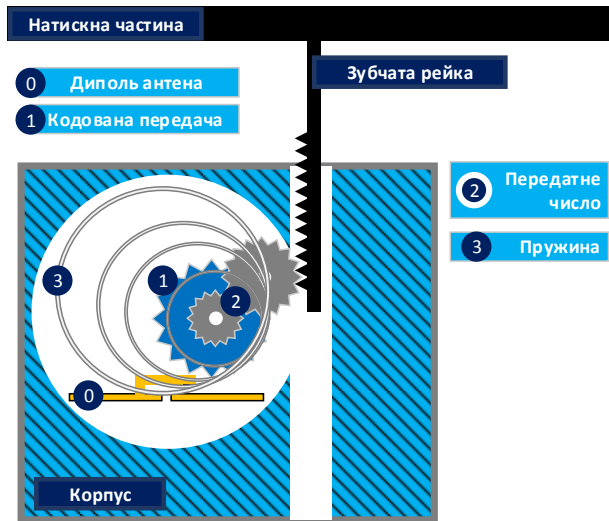 Натискна частина
Зубчата рейка
0 Диполь антена
1 Кодована передача
2 Передатне
число
3 Пружина
3
1
2
0
Корпус